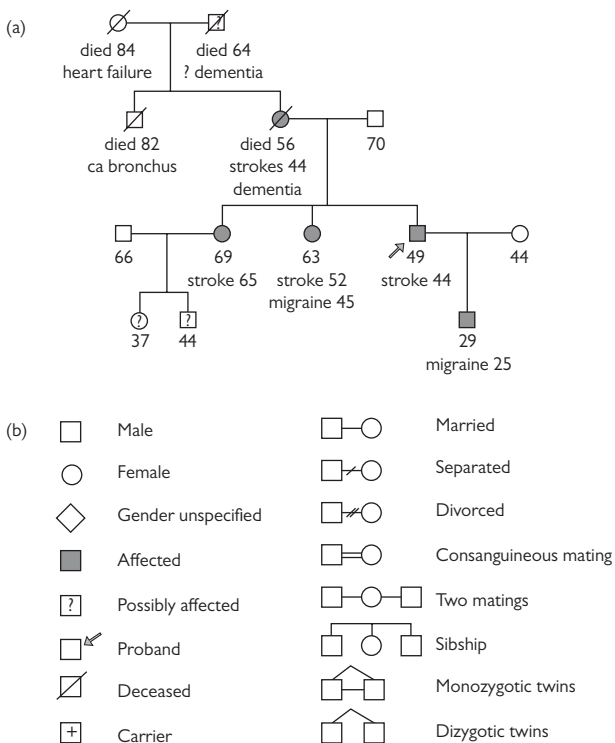 (a)
?
died 84
heart failure
died 64
? dementia
died 82
ca bronchus
died 56
strokes 44
dementia
70
66
69
stroke 65
63
stroke 52
migraine 45
49
stroke 44
44
?
37
?
44
29
migraine 25
(b)
Male
Married
Female
Separated
Gender unspecified
Divorced
Affected
Consanguineous mating
?
Possibly affected
Two matings
Proband
Sibship
Deceased
Monozygotic twins
+
Carrier
Dizygotic twins